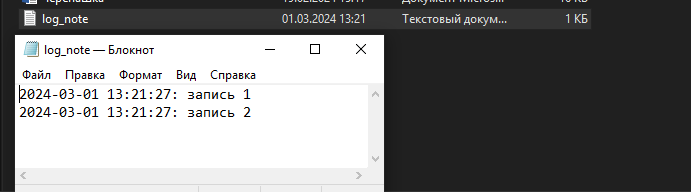 log_note 01.03.2024 13:21 Текстовый докум... 1 КБ
log_note — Блокнот
Файл Правка Формат Вид Справка
2024-03-01 13:21:27: запись 1
2024-03-01 13:21:27: запись 2